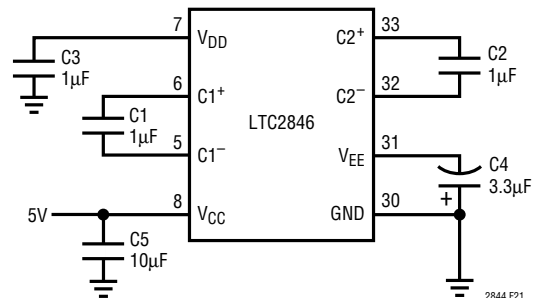 7
V_DD
C2⁺
33
C3
1µF
C2
1µF
6
C1⁺
C2⁻
32
C1
1µF
LTC2846
5
C1⁻
V_EE
31
C4
3.3µF
+
5V
8
V_CC
GND
30
C5
10µF
2844 F21